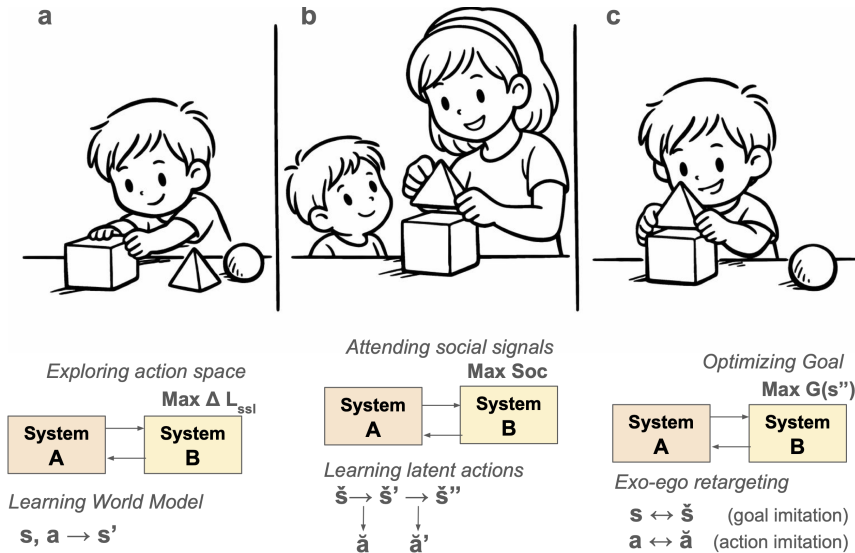 a
Exploring action space
Max Δ L_ssl
System A
System B
Learning World Model
s, a → s’
b
Attending social signals
Max Soc
System A
System B
Learning latent actions
š → š’ → š”
ă ă’
c
Optimizing Goal
Max G(s”)
System A
System B
Exo-ego retargeting
s ↔ š (goal imitation)
a ↔ ă (action imitation)